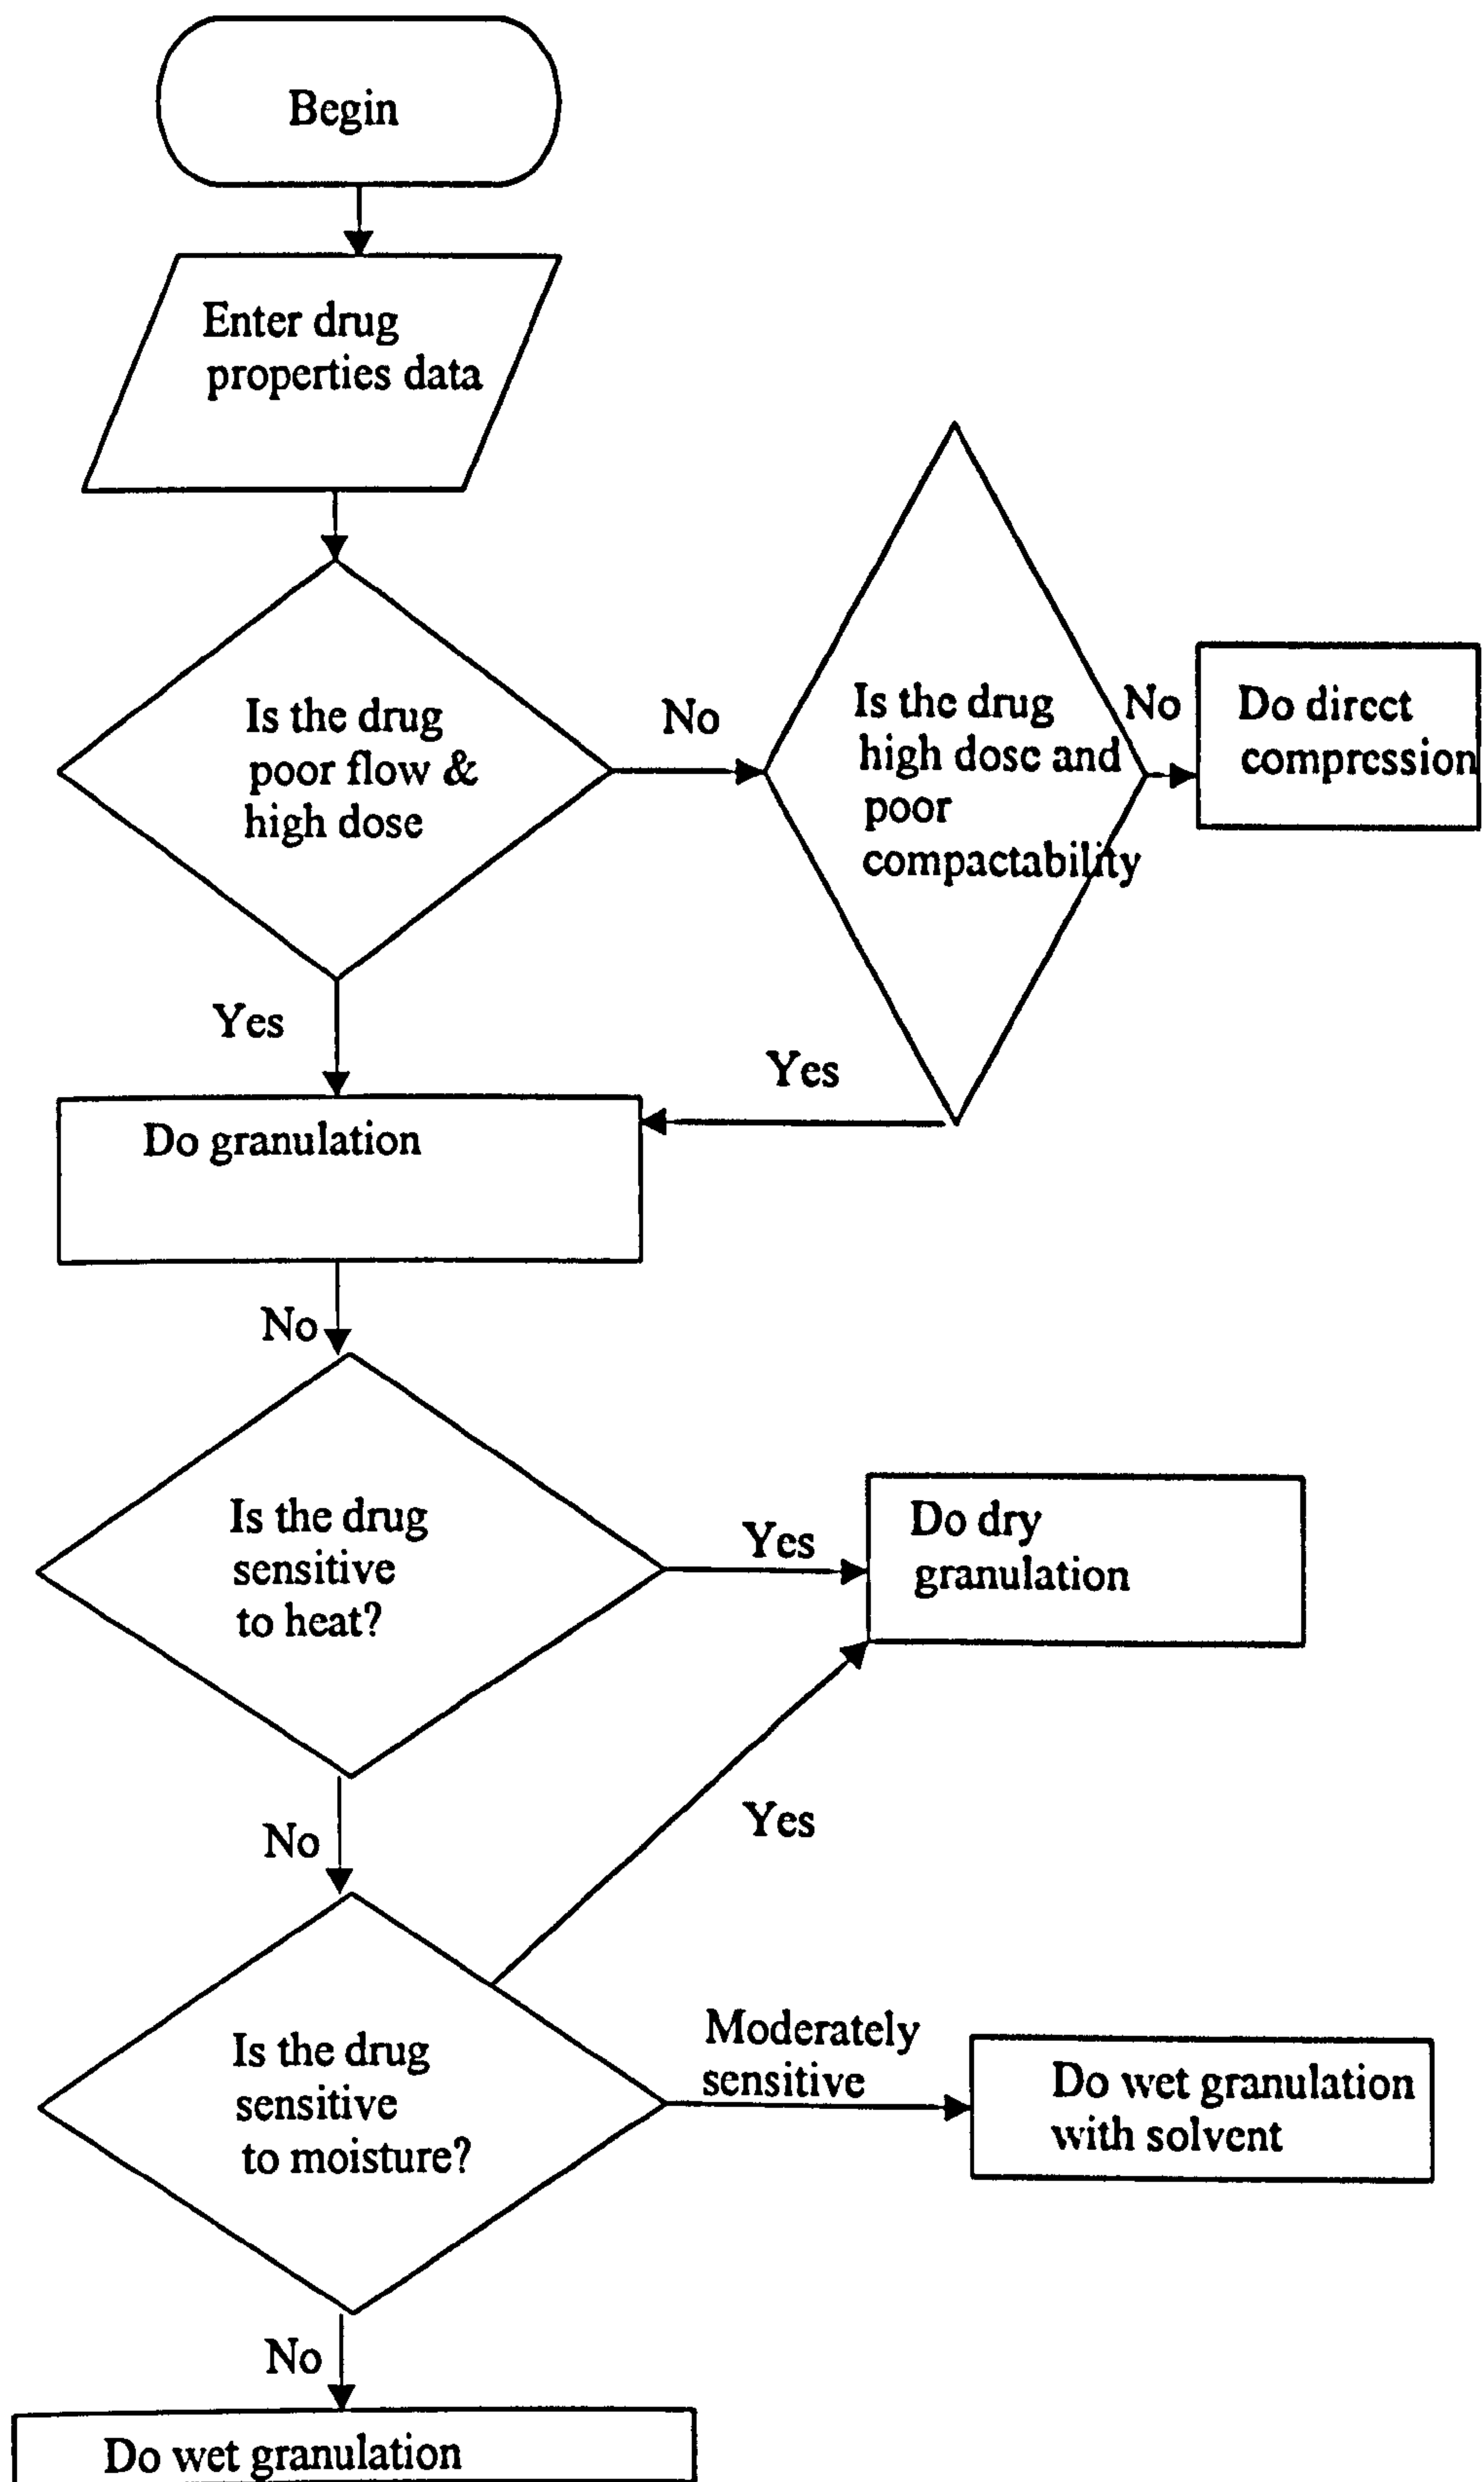 Begin
Enter drug
properties data
Is the drug
poor flow &
high dose
No
Is the drug
high dose and
poor
compactability
No
Do direct
compression
Yes
Yes
Do granulation
No
Is the drug
sensitive
to heat?
Yes
Do dry
granulation
No
Yes
Is the drug
sensitive
to moisture?
Moderately
sensitive
Do wet granulation
with solvent
No
Do wet granulation